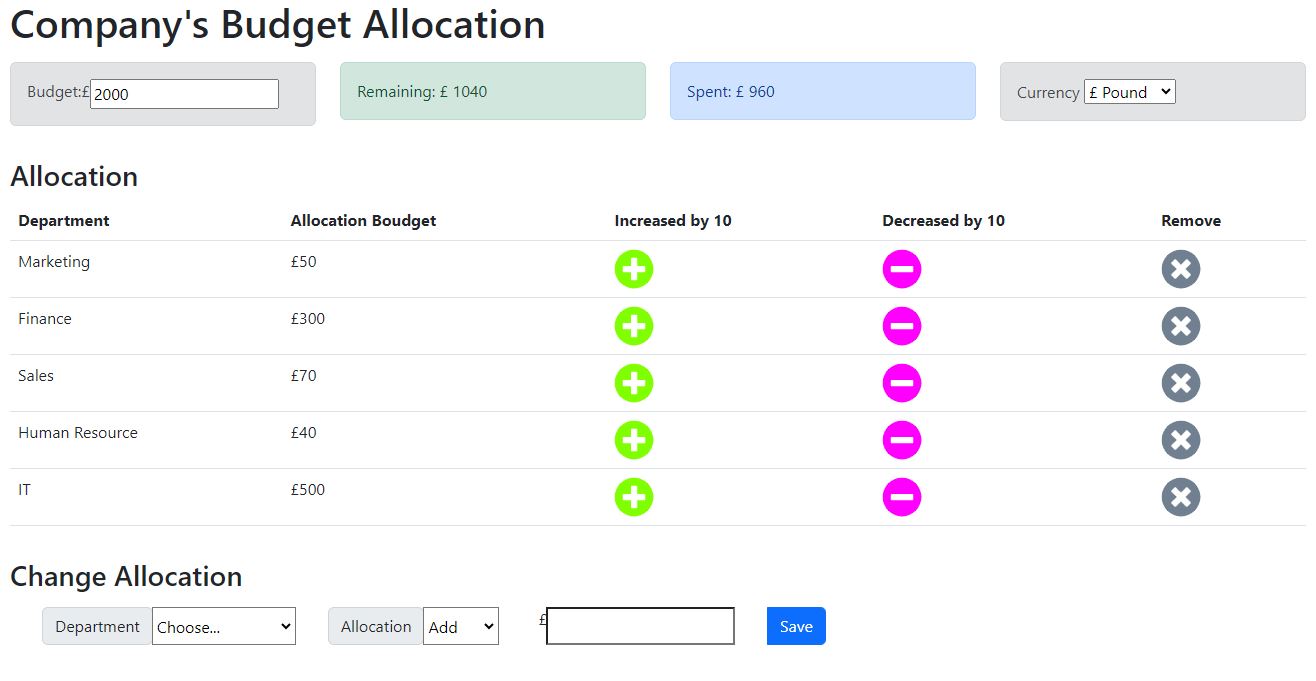 Company's Budget Allocation
Budget:£ 2000 Remaining: £ 1040 Spent: £ 960 Currency £ Pound
Allocation
Department Allocation Boudget Increased by 10 Decreased by 10 Remove
Marketing £50
Finance £300
Sales £70
Human Resource £40
IT £500
Change Allocation
Department Choose... Allocation Add £ Save